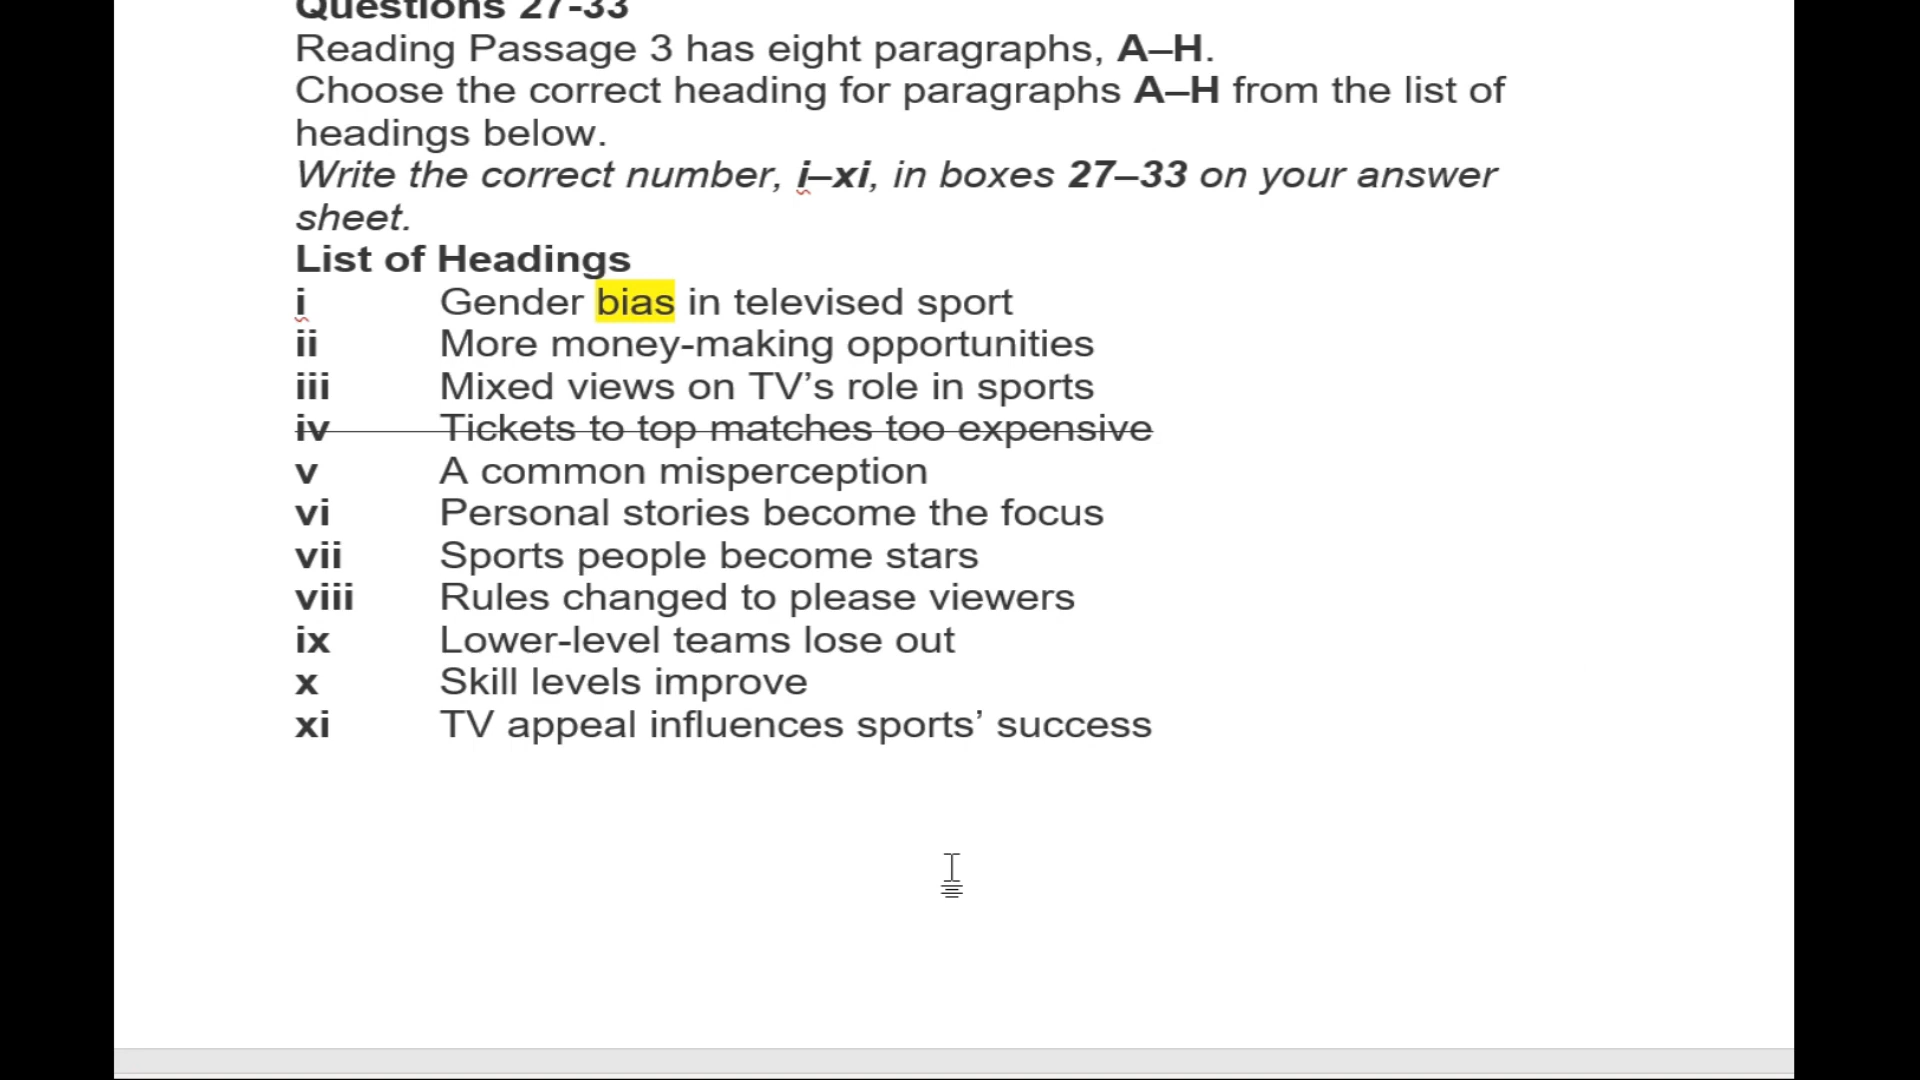 Questions 27-33
Reading Passage 3 has eight paragraphs, A–H.
Choose the correct heading for paragraphs A–H from the list of
headings below.
Write the correct number, i–xi, in boxes 27–33 on your answer
sheet.
List of Headings
i Gender bias in televised sport
ii More money-making opportunities
iii Mixed views on TV’s role in sports
iv Tickets to top matches too expensive
v A common misperception
vi Personal stories become the focus
vii Sports people become stars
viii Rules changed to please viewers
ix Lower-level teams lose out
x Skill levels improve
xi TV appeal influences sports’ success